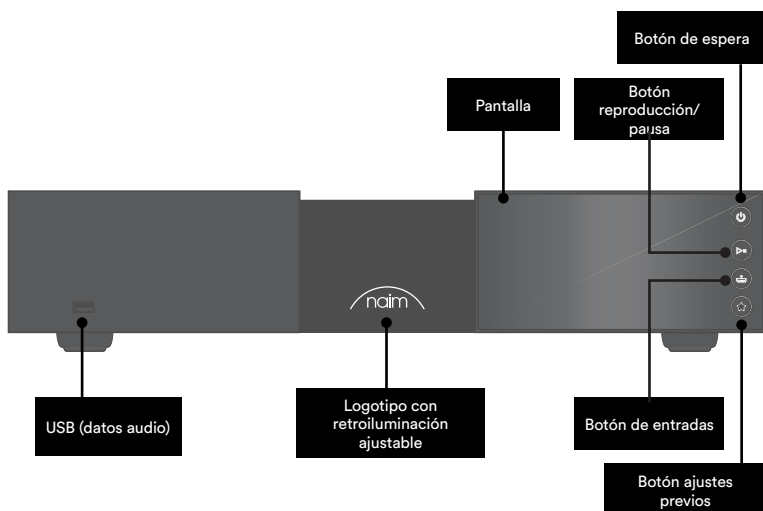 Botón de espera
Pantalla
Botón
reproducción/
pausa
naim
USB (datos audio)
Logotipo con
retroiluminación
ajustable
Botón de entradas
Botón ajustes
previos